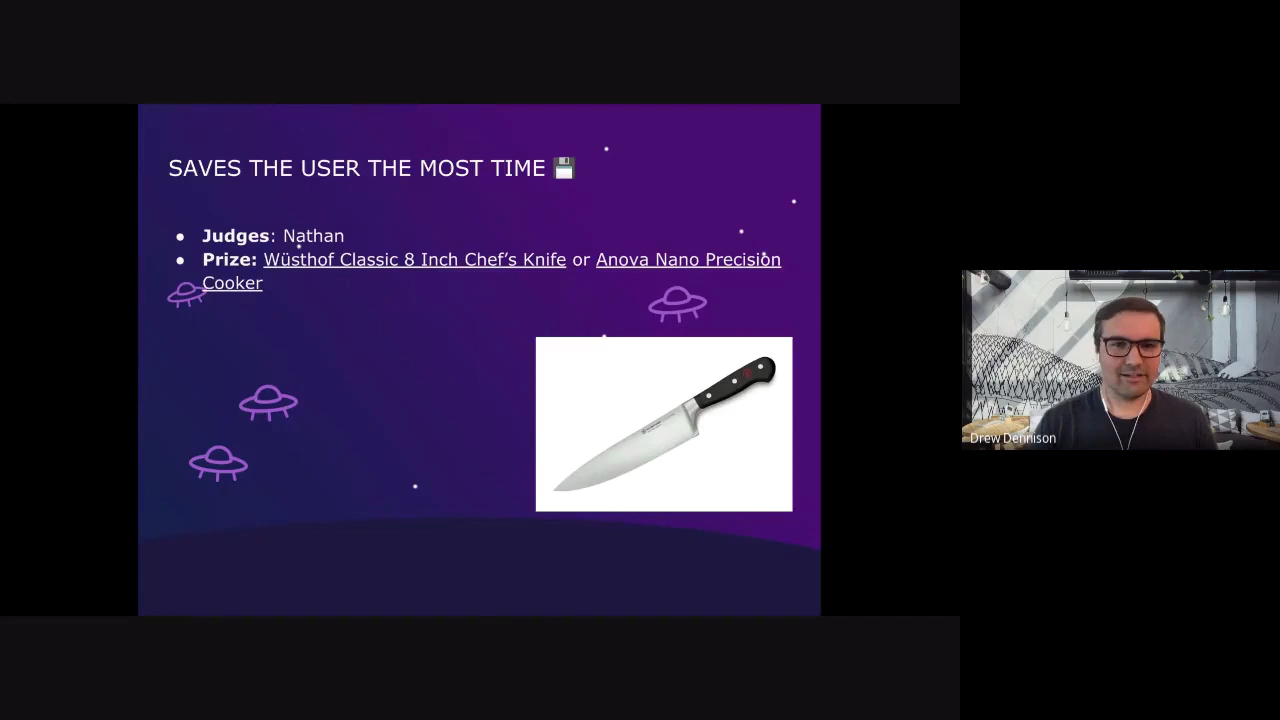 SAVES THE USER THE MOST TIME 💾
● Judges: Nathan
● Prize: Wüsthof Classic 8 Inch Chef’s Knife or Anova Nano Precision
Cooker
Drew Dennison